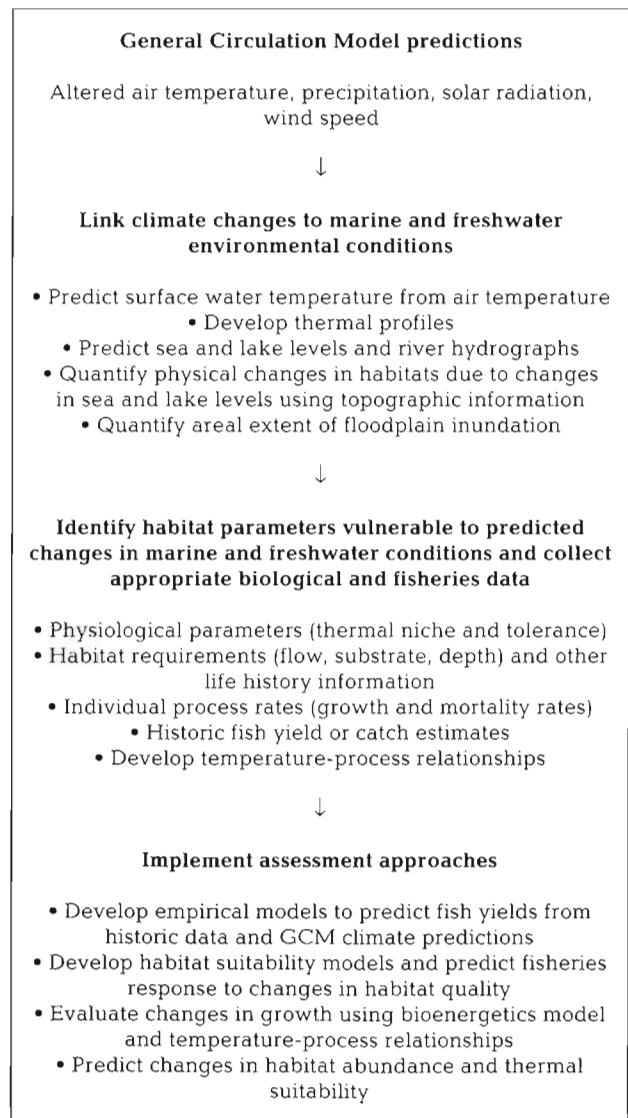 General Circulation Model predictions
Altered air temperature, precipitation, solar radiation,
wind speed
↓
Link climate changes to marine and freshwater
environmental conditions
• Predict surface water temperature from air temperature
• Develop thermal profiles
• Predict sea and lake levels and river hydrographs
• Quantify physical changes in habitats due to changes
in sea and lake levels using topographic information
• Quantify areal extent of floodplain inundation
↓
Identify habitat parameters vulnerable to predicted
changes in marine and freshwater conditions and collect
appropriate biological and fisheries data
• Physiological parameters (thermal niche and tolerance)
• Habitat requirements (flow, substrate, depth) and other
life history information
• Individual process rates (growth and mortality rates)
• Historic fish yield or catch estimates
• Develop temperature-process relationships
↓
Implement assessment approaches
• Develop empirical models to predict fish yields from
historic data and GCM climate predictions
• Develop habitat suitability models and predict fisheries
response to changes in habitat quality
• Evaluate changes in growth using bioenergetics model
and temperature-process relationships
• Predict changes in habitat abundance and thermal
suitability